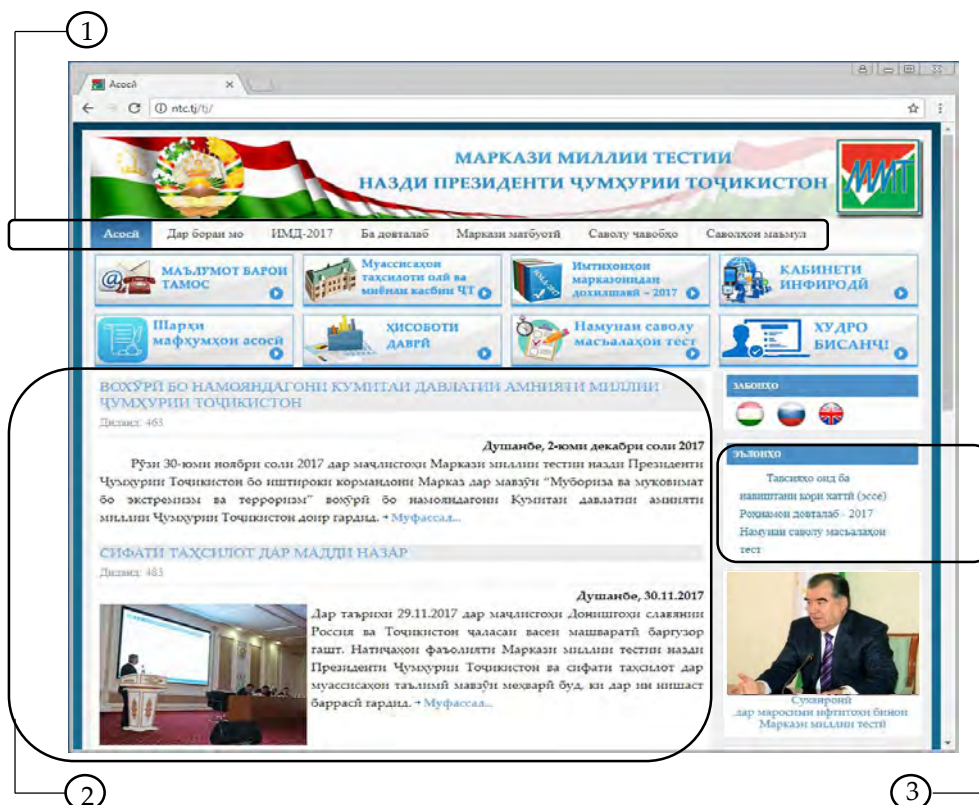 1
Асосӣ
ntc.tj/tj/
МАРКАЗИ МИЛЛИИ ТЕСТИИ
НАЗДИ ПРЕЗИДЕНТИ ҶУМҲУРИИ ТОҶИКИСТОН
ММТ
Асосӣ Дар бораи мо ИМД-2017 Ба довталаб Маркази матбуотӣ Саволу ҷавобҳо Саволҳои маъмул
МАЪЛУМОТ БАРОИ
ТАМОС
Муассисаҳои
таҳсилоти олӣ ва
миёнаи касбии ҶТ
Имтиҳонҳои
марказонидаи
дохилшавӣ – 2017
КАБИНЕТИ
ИНФИРОДӢ
Шарҳи
мафҳумҳои асосӣ
ҲИСОБОТИ
ДАВРӢ
Намунаи саволу
масъалаҳои тест
ХУДРО
БИСАНҶ!
ВОХӮРӢ БО НАМОЯНДАГОНИ КУМИТАИ ДАВЛАТИИ АМНИЯТИ МИЛЛИИ
ҶУМҲУРИИ ТОҶИКИСТОН
Диданд: 463
Душанбе, 2-юми декабри соли 2017
Рӯзи 30-юми ноябри соли 2017 дар маҷлисгоҳи Маркази миллии тестии назди Президенти
Ҷумҳурии Тоҷикистон бо иштироки кормандони Марказ дар мавзӯи “Мубориза ва муковимат
бо экстремизм ва терроризм” вохӯрӣ бо намояндагони Кумитаи давлатии амнияти
миллии Ҷумҳурии Тоҷикистон доир гардид. Муфассал...
СИФАТИ ТАҲСИЛОТ ДАР МАДДИ НАЗАР
Диданд: 483
Душанбе, 30.11.2017
Дар таърихи 29.11.2017 дар маҷлисгоҳи Донишгоҳи славянии
Россия ва Тоҷикистон ҷаласаи васеи машваратӣ баргузор
гашт. Натиҷаҳои фаъолияти Маркази миллии тестии назди
Президенти Ҷумҳурии Тоҷикистон ва сифати таҳсилот дар
муассисаҳои таълимӣ мавзӯи меҳварӣ буд, ки дар ин нишаст
баррасӣ гардид. Муфассал...
ЗАБОНҲО
ЭЪЛОНҲО
Тавсияҳо оид ба
навиштани кори хаттӣ (эссе)
Роҳнамои довталаб - 2017
Намунаи саволу масъалаҳои
тест
Суханронӣ
дар маросими ифтитоҳи бинои
Маркази миллии тестӣ
2
3